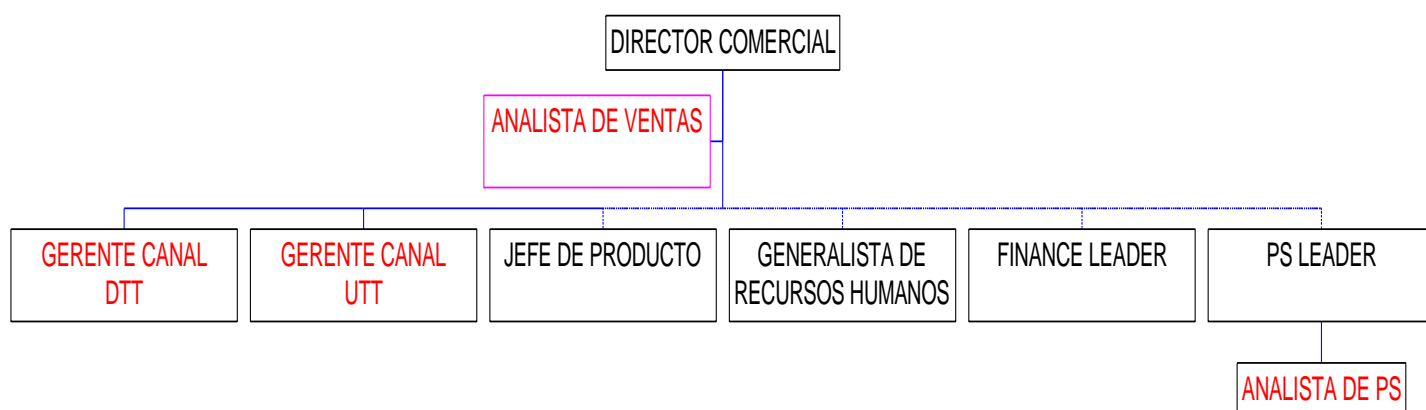 DIRECTOR COMERCIAL
ANALISTA DE VENTAS
GERENTE CANAL
DTT
GERENTE CANAL
UTT
JEFE DE PRODUCTO
GENERALISTA DE
RECURSOS HUMANOS
FINANCE LEADER
PS LEADER
ANALISTA DE PS